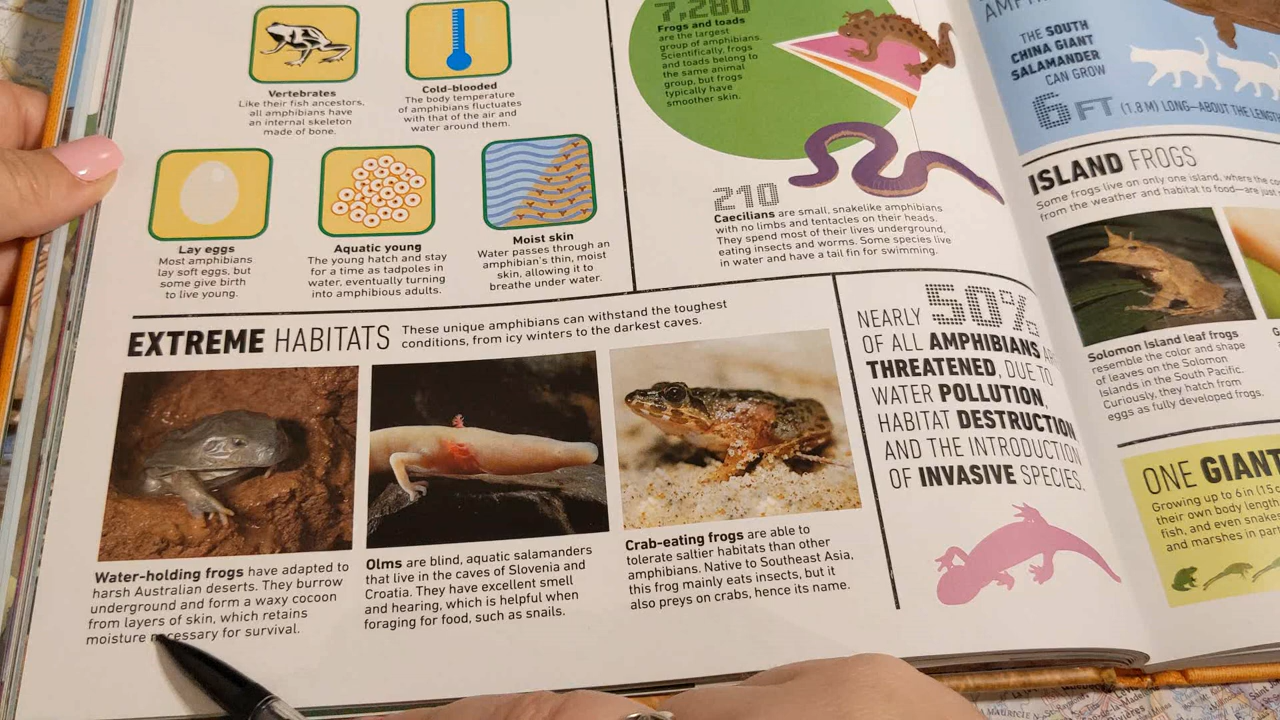 Vertebrates
Like their fish ancestors,
all amphibians have
an internal skeleton
made of bone.
Cold-blooded
The body temperature
of amphibians fluctuates
with that of the air and
water around them.
Lay eggs
Most amphibians
lay soft eggs, but
some give birth
to live young.
Aquatic young
The young hatch and stay
for a time as tadpoles in
water, eventually turning
into amphibious adults.
Moist skin
Water passes through an
amphibian's thin, moist
skin, allowing it to
breathe under water.
7,280
Frogs and toads
are the largest
group of amphibians.
Scientifically, frogs
and toads belong to
the same animal
group, but frogs
typically have
smoother skin.
210
Caecilians are small, snakelike amphibians
with no limbs and tentacles on their heads.
They spend most of their lives underground,
eating insects and worms. Some species live
in water and have a tail fin for swimming.
EXTREME HABITATS
These unique amphibians can withstand the toughest
conditions, from icy winters to the darkest caves.
Water-holding frogs have adapted to
harsh Australian deserts. They burrow
underground and form a waxy cocoon
from layers of skin, which retains
moisture necessary for survival.
Olms are blind, aquatic salamanders
that live in the caves of Slovenia and
Croatia. They have excellent smell
and hearing, which is helpful when
foraging for food, such as snails.
Crab-eating frogs are able to
tolerate saltier habitats than other
amphibians. Native to Southeast Asia,
this frog mainly eats insects, but it
also preys on crabs, hence its name.
NEARLY 50%
OF ALL AMPHIBIANS
THREATENED, DUE TO
WATER POLLUTION,
HABITAT DESTRUCTION,
AND THE INTRODUCTION
OF INVASIVE SPECIES.
THE SOUTH
CHINA GIANT
SALAMANDER
CAN GROW
6 FT (1.8 M) LONG—ABOUT THE
ISLAND FROGS
Some frogs live on only one island, where the
from the weather and habitat to food—are
Solomon Island leaf frogs
resemble the color and shape
of leaves on the Solomon
Islands in the South Pacific.
Curiously, they hatch from
eggs as fully developed frogs.
ONE GIANT
Growing up to 6 in
their own body length
fish, and even
and marshes in